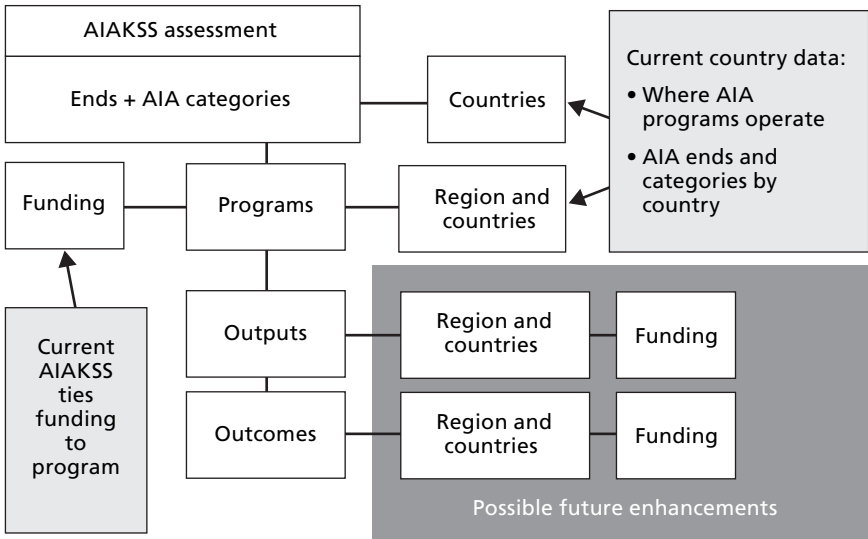 AIAKSS assessment
Ends + AIA categories
Countries
Current country data:
• Where AIA
programs operate
• AIA ends and
categories by
country
Funding
Programs
Region and
countries
Current
AIAKSS
ties
funding
to
program
Outputs
Region and
countries
Funding
Outcomes
Region and
countries
Funding
Possible future enhancements